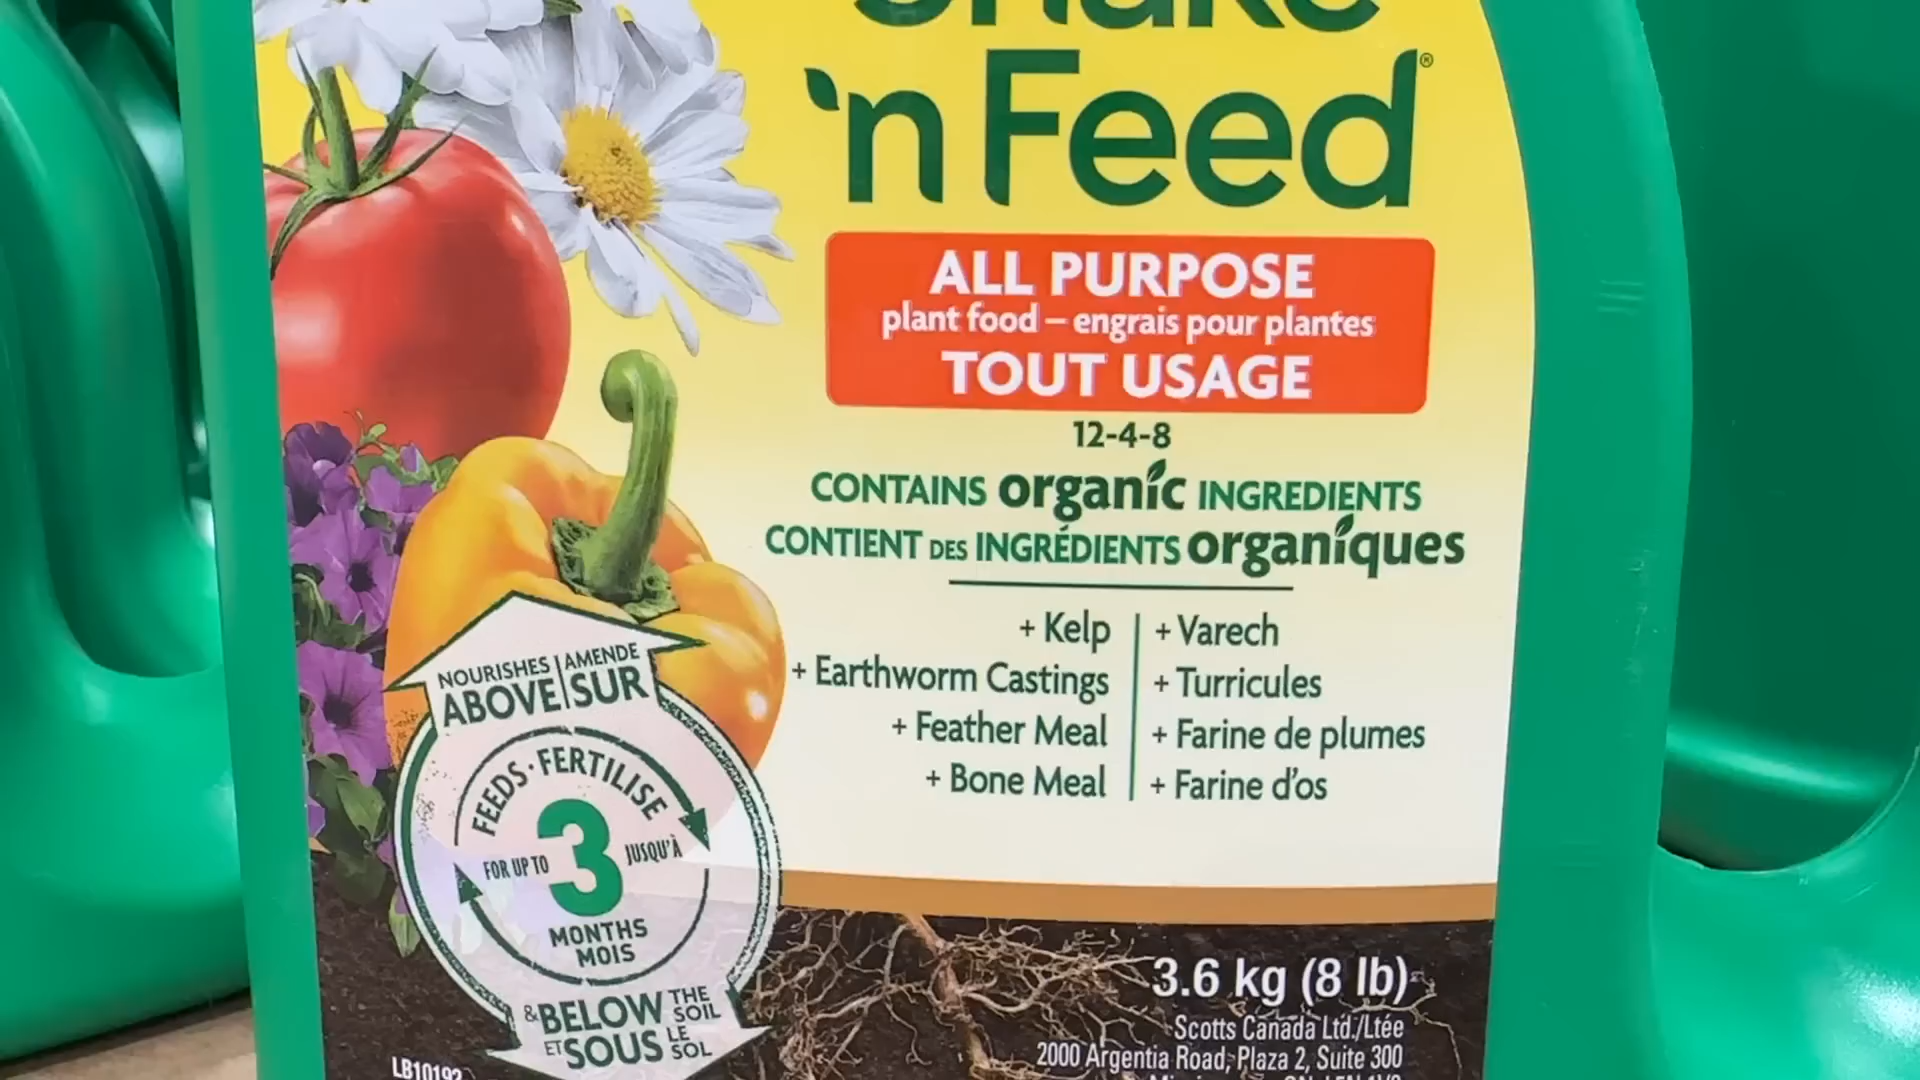 Shake
'n Feed®
ALL PURPOSE
plant food – engrais pour plantes
TOUT USAGE
12-4-8
CONTAINS organic INGREDIENTS
CONTIENT DES INGRÉDIENTS organiques
+ Kelp
+ Earthworm Castings
+ Feather Meal
+ Bone Meal
+ Varech
+ Turricules
+ Farine de plumes
+ Farine d'os
NOURISHES ABOVE
AMENDE SUR
FEEDS · FERTILISE
FOR UP TO 3 JUSQU'À
MONTHS
MOIS
& BELOW THE SOIL
ET SOUS LE SOL
3.6 kg (8 lb)
Scotts Canada Ltd./Ltée
2000 Argentia Road, Plaza 2, Suite 300
LB10192